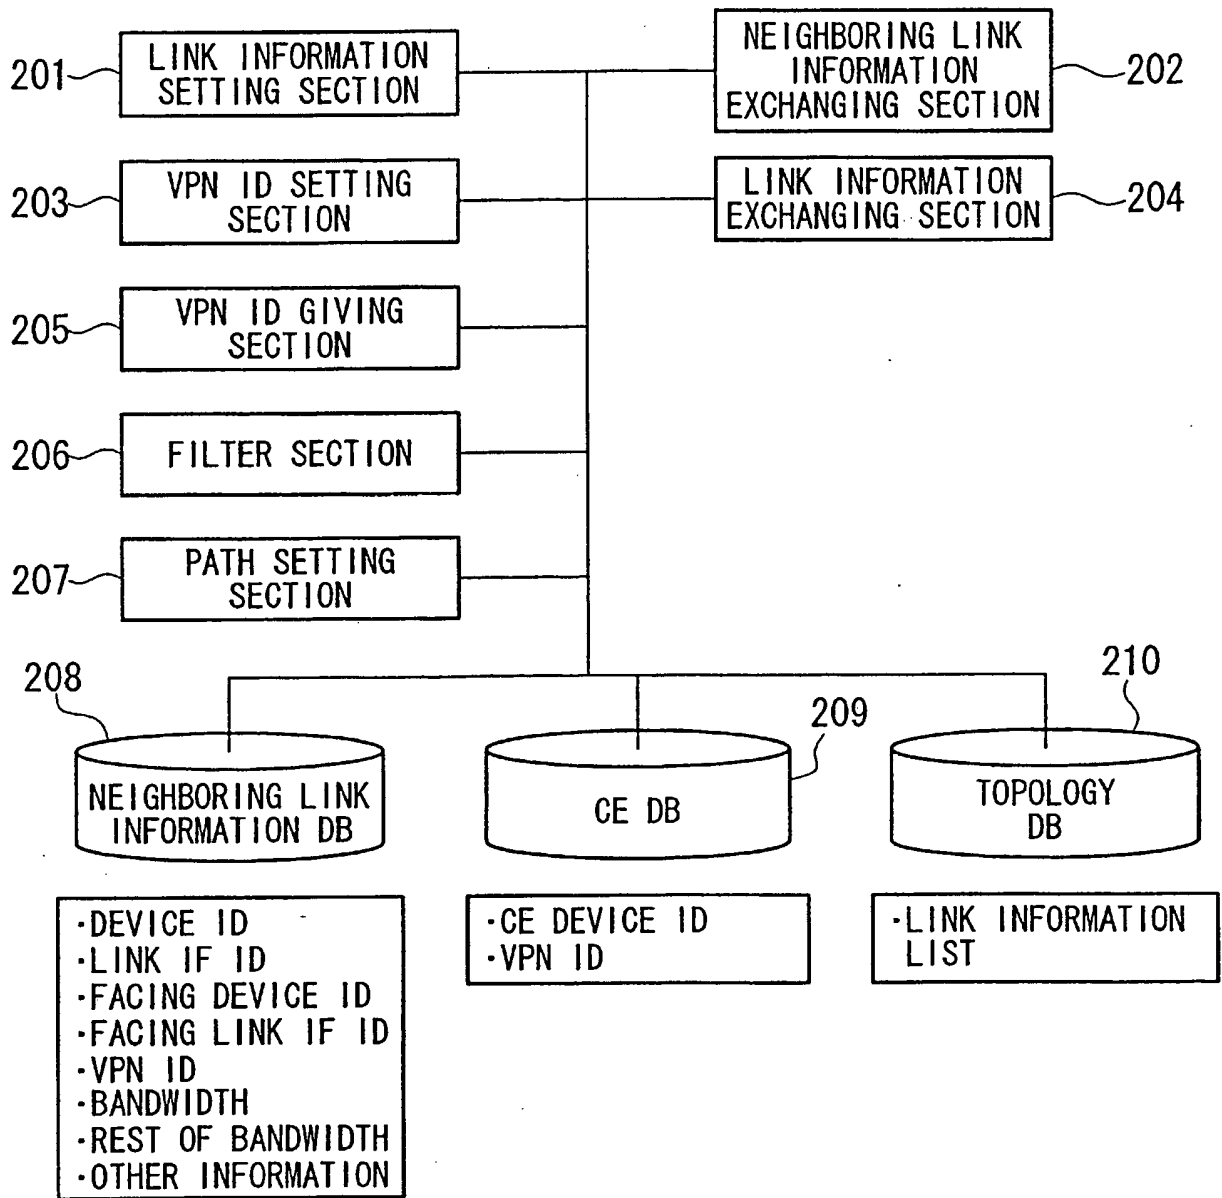 201
LINK INFORMATION
SETTING SECTION
NEIGHBORING LINK
INFORMATION
EXCHANGING SECTION
202
203
VPN ID SETTING
SECTION
LINK INFORMATION
EXCHANGING SECTION
204
205
VPN ID GIVING
SECTION
206
FILTER SECTION
207
PATH SETTING
SECTION
208
NEIGHBORING LINK
INFORMATION DB
209
CE DB
210
TOPOLOGY
DB
·DEVICE ID
·LINK IF ID
·FACING DEVICE ID
·FACING LINK IF ID
·VPN ID
·BANDWIDTH
·REST OF BANDWIDTH
·OTHER INFORMATION
·CE DEVICE ID
·VPN ID
·LINK INFORMATION
LIST